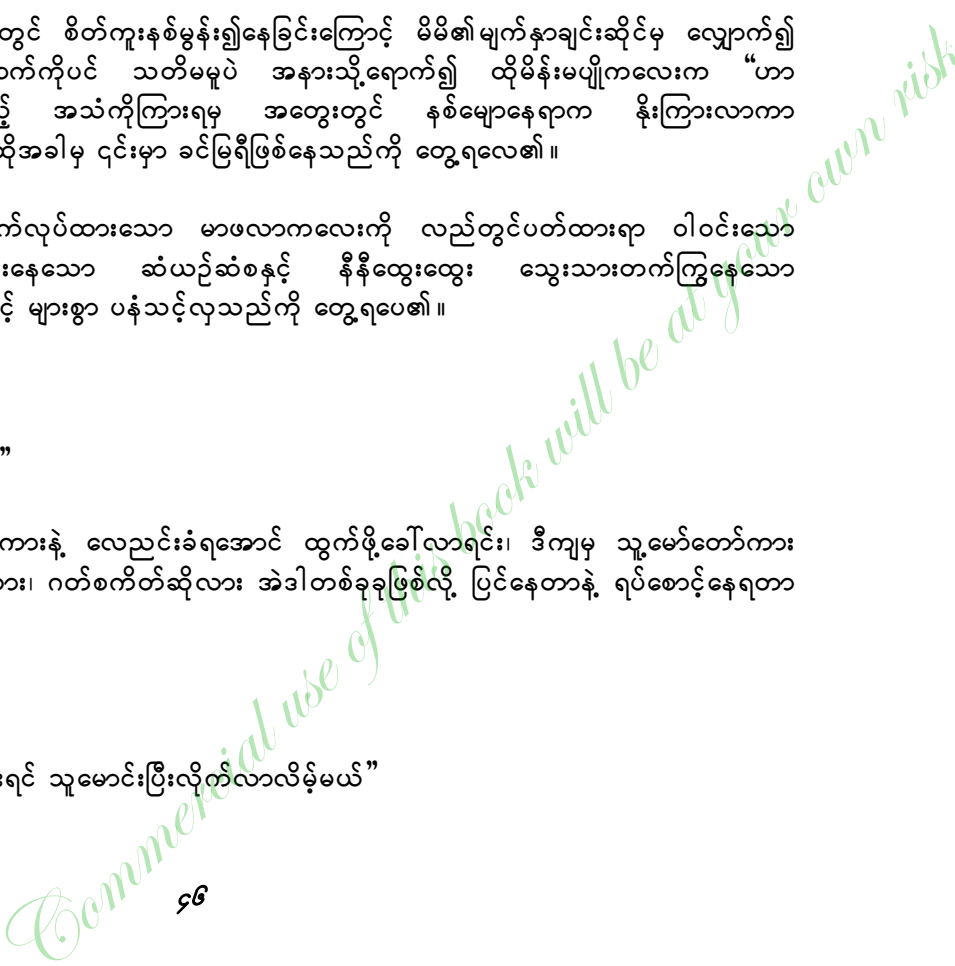 တွင် စိတ်ကူးနစ်မွန်း၍နေခြင်းကြောင့် မိမိ၏မျက်နှာချင်းဆိုင်မှ လျှောက်၍
ကိုပင် သတိမမူပဲ အနားသို့ရောက်၍ ထိုမိန်းမပျိုကလေးက “ဟာ
အသံကိုကြားရမှ အတွေးတွင် နစ်မျောနေရာက နိုးကြားလာကာ
ထိုအခါမှ ၎င်းမှာ ခင်မြရီဖြစ်နေသည်ကို တွေ့ရလေ၏။
က်လုပ်ထားသော မာဖလာကလေးကို လည်တွင်ပတ်ထားရာ ဝါဝင်းသော
းနေသော ဆံယဉ်ဆံစနှင့် နီနီထွေးထွေး သွေးသားတက်ကြွနေသော
င့် များစွာ ပနံသင့်လှသည်ကို တွေ့ရပေ၏။
”
ကားနဲ့ လေညင်းခံရအောင် ထွက်ဖို့ခေါ်လာရင်း၊ ဒီကျမှ သူ့မော်တော်ကား
လား၊ ဂတ်စကိတ်ဆိုလား အဲဒါတစ်ခုခုဖြစ်လို့ ပြင်နေတာနဲ့ ရပ်စောင့်နေရတာ
းရင် သူမောင်းပြီးလိုက်လာလိမ့်မယ်”
၄၆
Commercial use of this book will be at your own risk